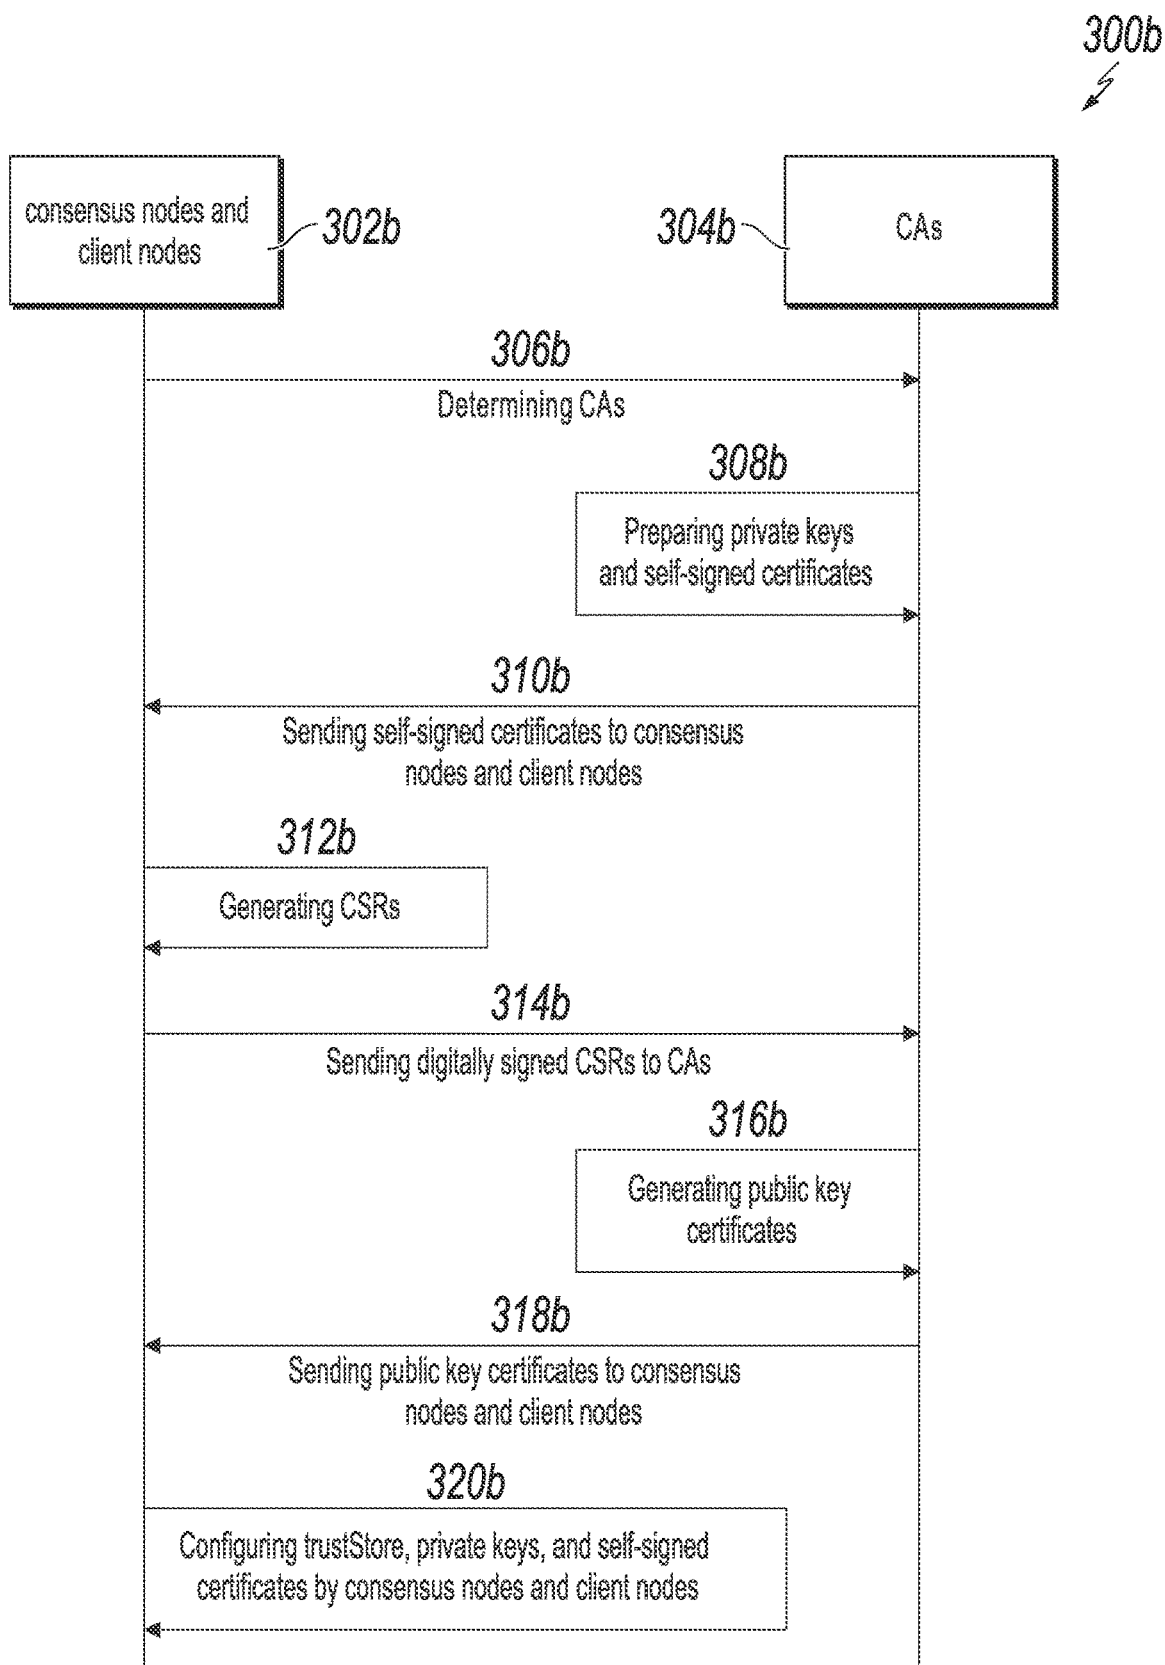 300b
consensus nodes and
client nodes
302b
304b
CAs
306b
Determining CAs
308b
Preparing private keys
and self-signed certificates
310b
Sending self-signed certificates to consensus
nodes and client nodes
312b
Generating CSRs
314b
Sending digitally signed CSRs to CAs
316b
Generating public key
certificates
318b
Sending public key certificates to consensus
nodes and client nodes
320b
Configuring trustStore, private keys, and self-signed
certificates by consensus nodes and client nodes